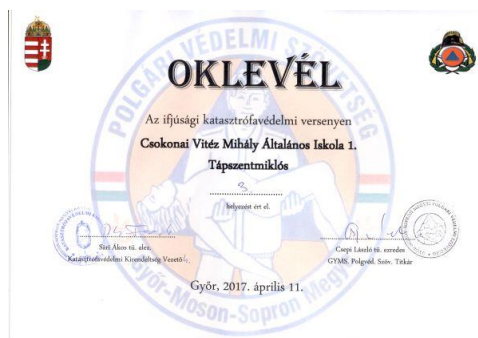 POLGÁRI VÉDELMI SZÖVETSÉG
OKLEVÉL
Az ifjúsági katasztrófavédelmi versenyen
Csokonai Vitéz Mihály Általános Iskola 1.
Tápszentmiklós
3
helyezést ért el.
Sári Ákos tű. alez.
Katasztrófavédelmi Kirendeltség Vezető
Csepi László tű. ezredes
GYMS. Polgvéd. Szöv. Titkár
Győr, 2017. április 11.
Győr-Moson-Sopron Megye